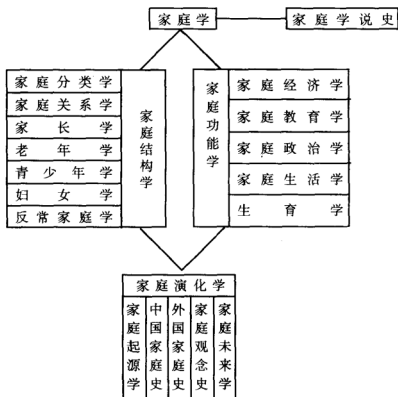 家庭学
家庭学说史
家庭分类学
家庭关系学
家长学
老年学
青少年学
妇女学
反常家庭学
家庭结构学
家庭功能学
家庭经济学
家庭教育学
家庭政治学
家庭生活学
生育学
家庭演化学
家庭起源学
中国家庭史
外国家庭史
家庭观念史
家庭未来学